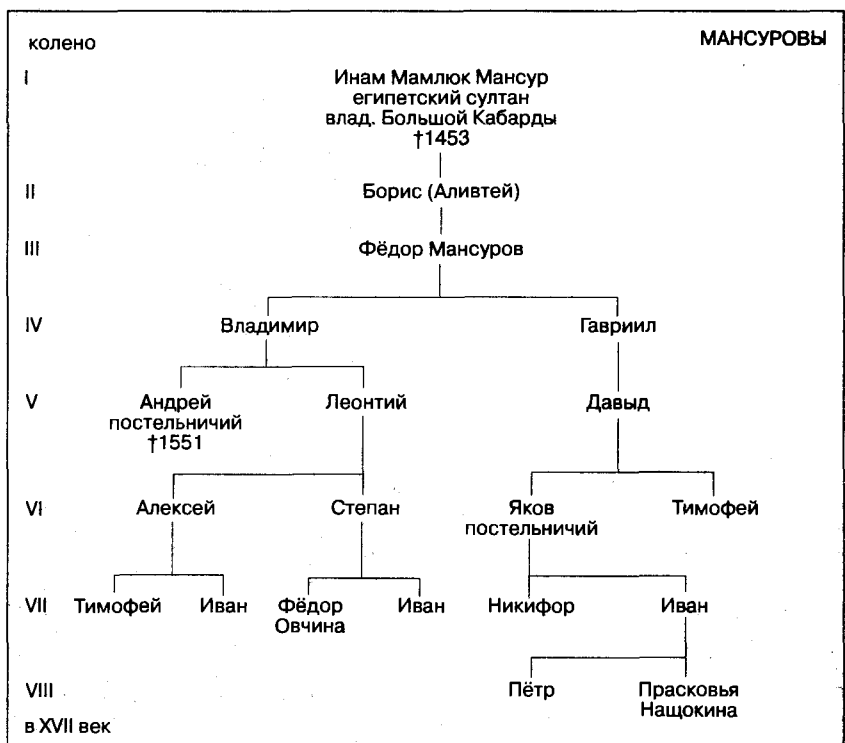 колено
МАНСУРОВЫ
I
Инам Мамлюк Мансур
египетский султан
влад. Большой Кабарды
†1453
II
Борис (Аливтей)
III
Фёдор Мансуров
IV
Владимир
Гавриил
V
Андрей
постельничий
†1551
Леонтий
Давыд
VI
Алексей
Степан
Яков
постельничий
Тимофей
VII
Тимофей
Иван
Фёдор
Овчина
Иван
Никифор
Иван
VIII
Пётр
Прасковья
Нащокина
в XVII век